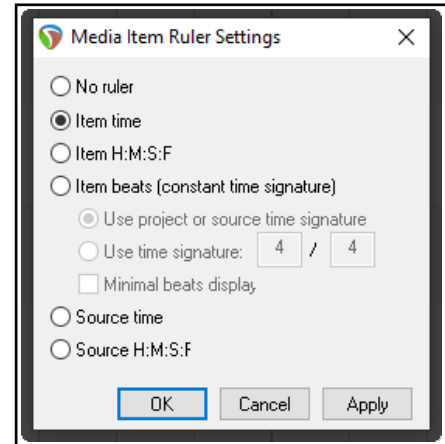 Media Item Ruler Settings
No ruler
Item time
Item H:M:S:F
Item beats (constant time signature)
Use project or source time signature
Use time signature: 4 / 4
Minimal beats display
Source time
Source H:M:S:F
OK Cancel Apply